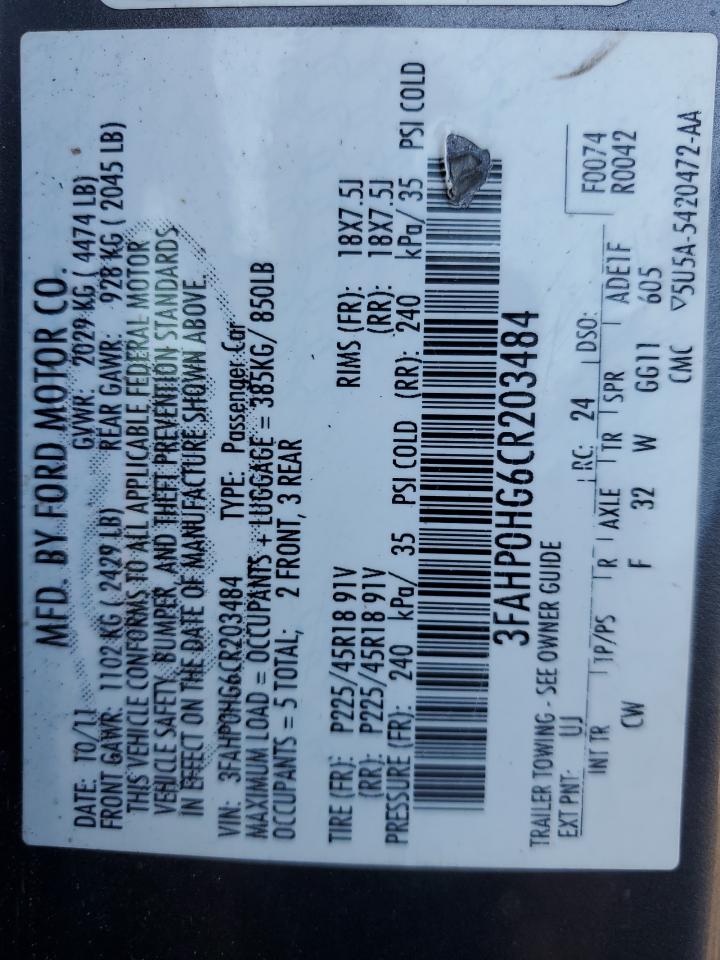 MFD. BY FORD MOTOR CO.
DATE: 10/11 GVWR: 2029 KG ( 4474 LB)
FRONT GAWR: 1102 KG ( 2429 LB) REAR GAWR: 928 KG ( 2045 LB)
THIS VEHICLE CONFORMS TO ALL APPLICABLE FEDERAL MOTOR
VEHICLE SAFETY, BUMPER, AND THEFT PREVENTION STANDARDS
IN EFFECT ON THE DATE OF MANUFACTURE SHOWN ABOVE.
VIN: 3FAHP0HG6CR203484 TYPE: Passenger Car
MAXIMUM LOAD = OCCUPANTS + LUGGAGE = 385KG/ 850LB
OCCUPANTS = 5 TOTAL; 2 FRONT, 3 REAR
TIRE (FR): P225/45R18 91V RIMS (FR): 18X7.5J
(RR): P225/45R18 91V (RR): 18X7.5J
PRESSURE (FR): 240 kPa/ 35 PSI COLD (RR): 240 kPa/ 35 PSI COLD
3FAHP0HG6CR203484
TRAILER TOWING - SEE OWNER GUIDE
EXT PNT: UJ RC: 24 DSO: F0074
R0042
INT TR TP/PS R AXLE TR SPR ADE1F
CW F 32 W GG11 605
CMC ▽5U5A-5420472-AA